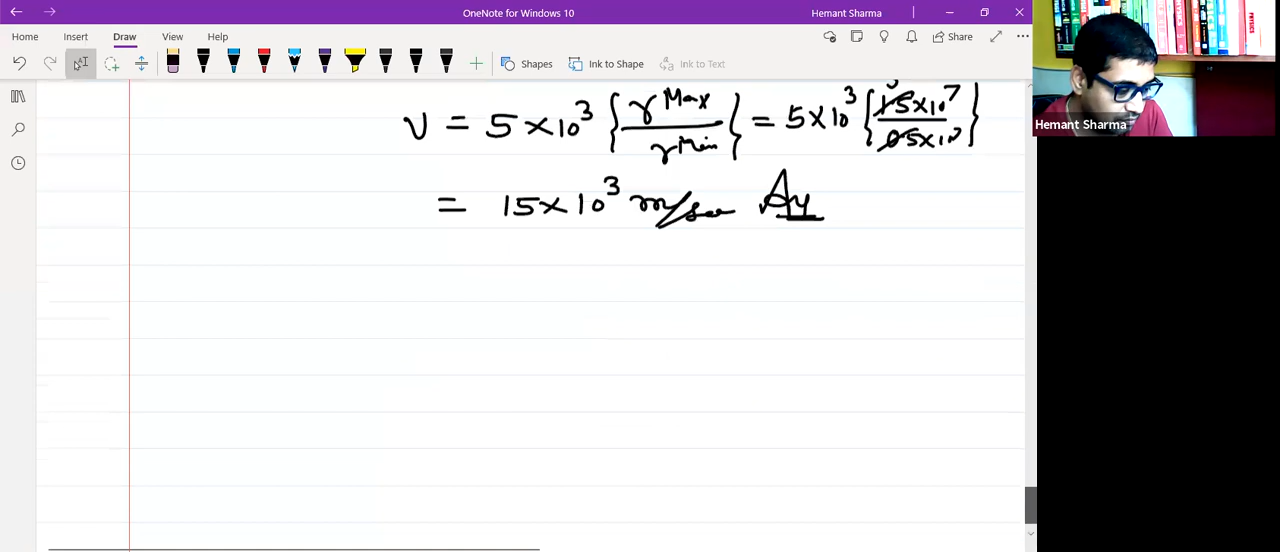 OneNote for Windows 10
Hemant Sharma
Home Insert Draw View Help
Share
Shapes Ink to Shape Ink to Text
v = 5 × 10³ { r Max / r Min } = 5 × 10³ { 15 × 10⁷ / 05 × 10⁷ }
= 15 × 10³ m/sec
Hemant Sharma